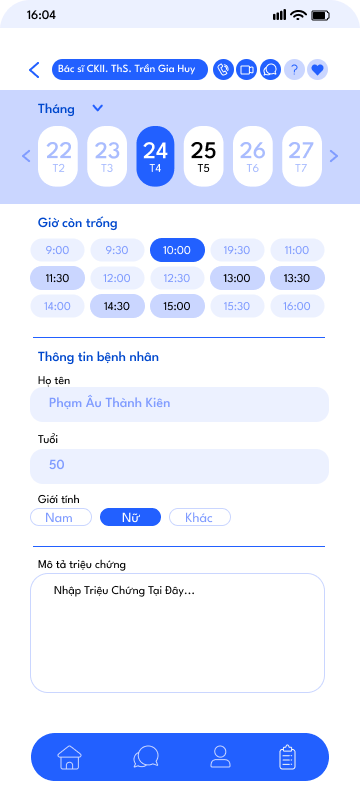 16:04
Bác sĩ CKII. ThS. Trần Gia Huy
?
Tháng
22 23 24 25 26 27
T2 T3 T4 T5 T6 T7
Giờ còn trống
9:00 9:30 10:00 19:30 11:00
11:30 12:00 12:30 13:00 13:30
14:00 14:30 15:00 15:30 16:00
Thông tin bệnh nhân
Họ tên
Phạm Âu Thành Kiên
Tuổi
50
Giới tính
Nam Nữ Khác
Mô tả triệu chứng
Nhập Triệu Chứng Tại Đây...